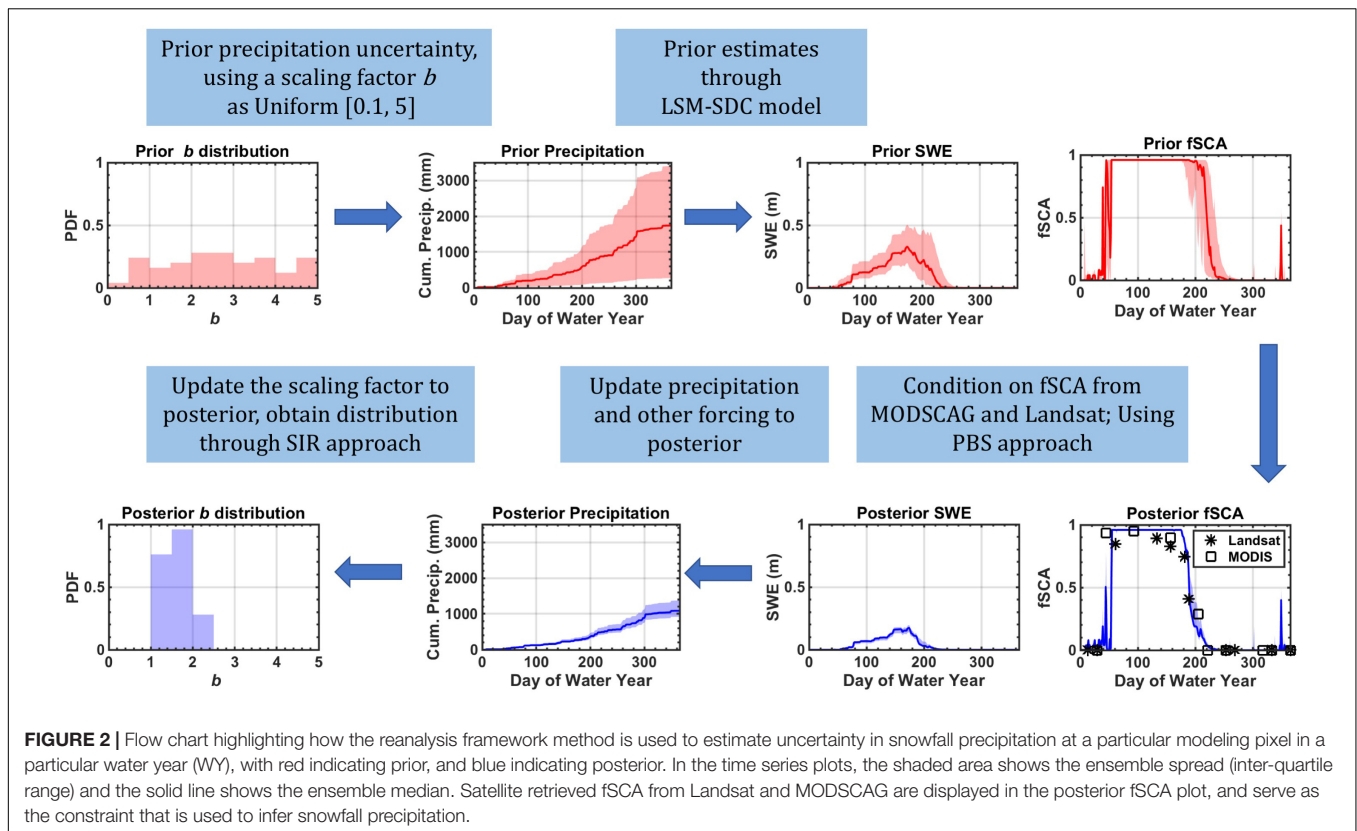 Prior precipitation uncertainty,
using a scaling factor b
as Uniform [0.1, 5]
Prior estimates
through
LSM-SDC model
Prior b distribution
PDF
1
0.5
0
0 1 2 3 4 5
b
Prior Precipitation
Cum. Precip. (mm)
3000
2000
1000
0
0 100 200 300
Day of Water Year
Prior SWE
SWE (m)
1
0.5
0
0 100 200 300
Day of Water Year
Prior fSCA
fSCA
1
0.5
0
0 100 200 300
Day of Water Year
Update the scaling factor to
posterior, obtain distribution
through SIR approach
Update precipitation
and other forcing to
posterior
Condition on fSCA from
MODSCAG and Landsat; Using
PBS approach
Posterior b distribution
PDF
1
0.5
0
0 1 2 3 4 5
b
Posterior Precipitation
Cum. Precip. (mm)
3000
2000
1000
0
0 100 200 300
Day of Water Year
Posterior SWE
SWE (m)
1
0.5
0
0 100 200 300
Day of Water Year
Posterior fSCA
fSCA
1
0.5
0
Landsat
MODIS
0 100 200 300
Day of Water Year
FIGURE 2 | Flow chart highlighting how the reanalysis framework method is used to estimate uncertainty in snowfall precipitation at a particular modeling pixel in a
particular water year (WY), with red indicating prior, and blue indicating posterior. In the time series plots, the shaded area shows the ensemble spread (inter-quartile
range) and the solid line shows the ensemble median. Satellite retrieved fSCA from Landsat and MODSCAG are displayed in the posterior fSCA plot, and serve as
the constraint that is used to infer snowfall precipitation.